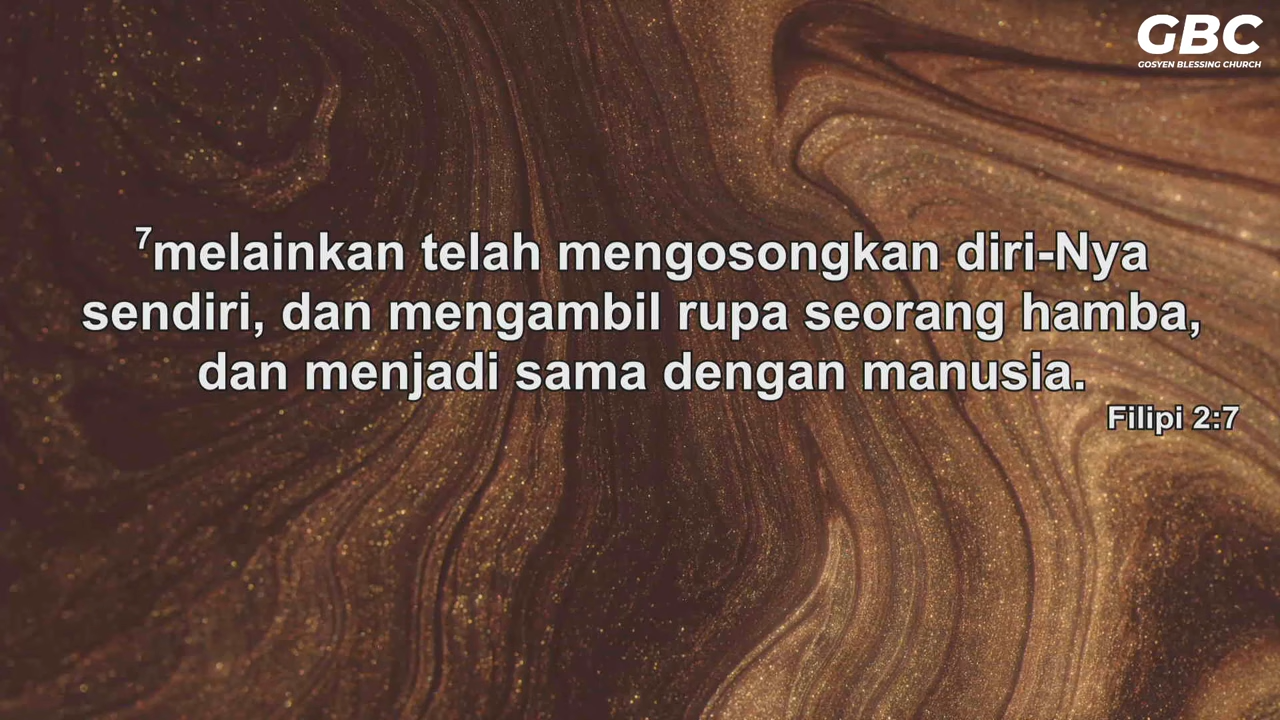 GBC
GOSYEN BLESSING CHURCH
⁷melainkan telah mengosongkan diri-Nya
sendiri, dan mengambil rupa seorang hamba,
dan menjadi sama dengan manusia.
Filipi 2:7